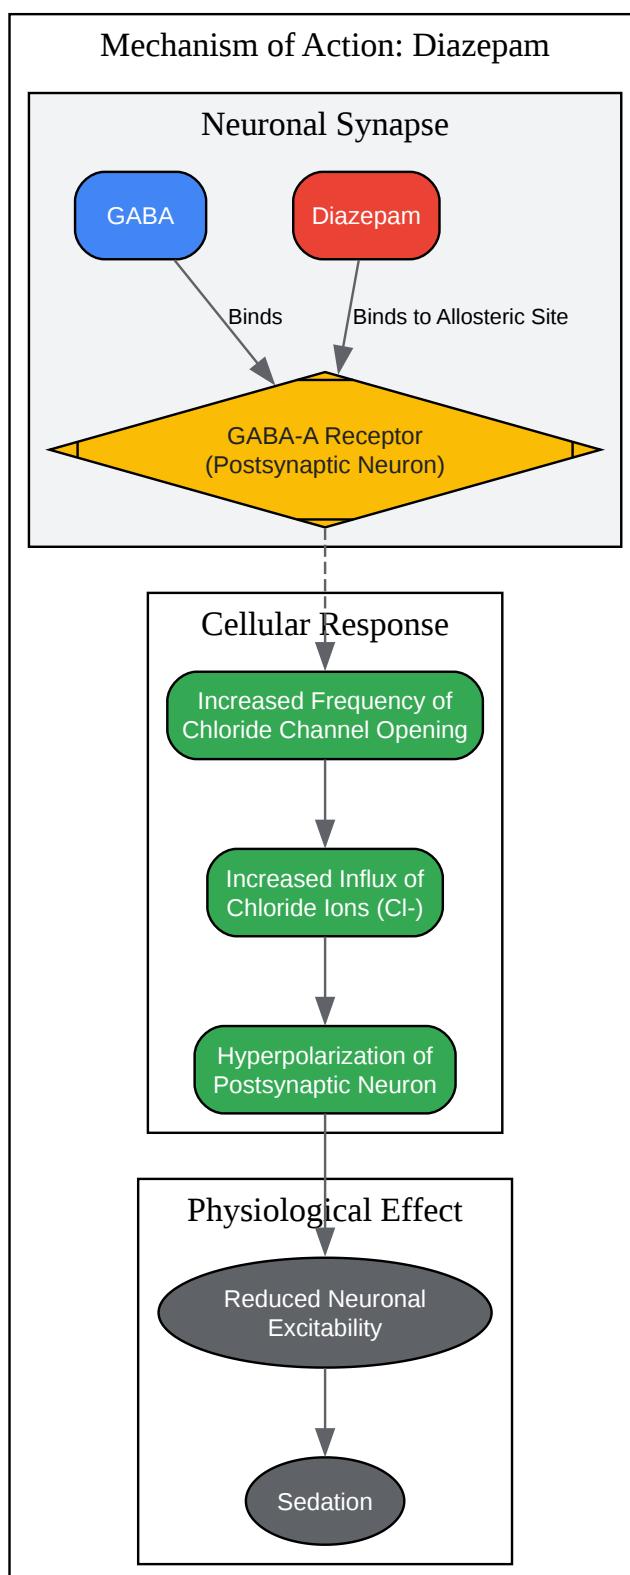 Mechanism of Action: Diazepam
Neuronal Synapse
GABA
Diazepam
Binds
Binds to Allosteric Site
GABA-A Receptor
(Postsynaptic Neuron)
Cellular Response
Increased Frequency of
Chloride Channel Opening
Increased Influx of
Chloride Ions (Cl-)
Hyperpolarization of
Postsynaptic Neuron
Physiological Effect
Reduced Neuronal
Excitability
Sedation